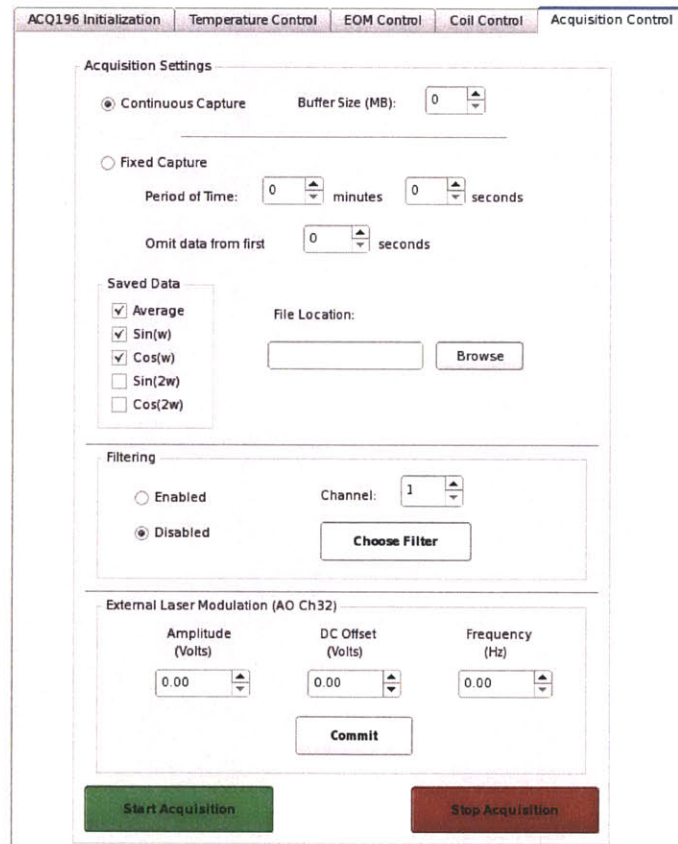 ACQ196 Initialization Temperature Control EOM Control Coil Control Acquisition Control
Acquisition Settings
Continuous Capture Buffer Size (MB): 0
Fixed Capture
Period of Time: 0 minutes 0 seconds
Omit data from first 0 seconds
Saved Data
Average
File Location:
Sin(w)
Cos(w)
Browse
Sin(2w)
Cos(2w)
Filtering
Enabled Channel: 1
Disabled Choose Filter
External Laser Modulation (AO Ch32)
Amplitude DC Offset Frequency
(Volts) (Volts) (Hz)
0.00 0.00 0.00
Commit
Start Acquisition Stop Acquisition